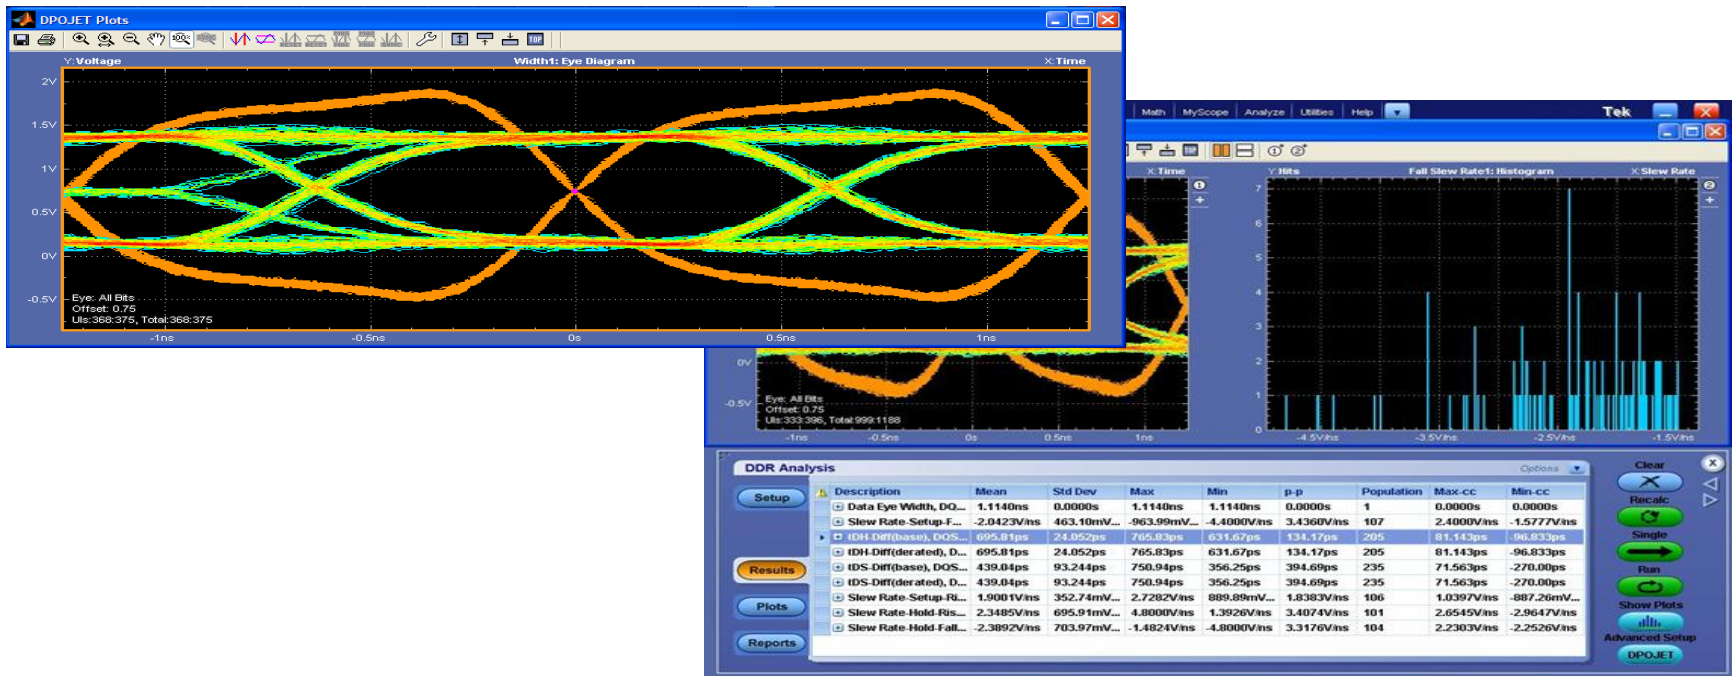 DPOJET Plots
Y:Voltage Width1: Eye Diagram X:Time
2V
1.5V
1V
0.5V
0V
-0.5V
Eye: All Bits
Offset: 0.75
UIs:368:375, Total:368:375
-1ns -0.5ns 0s 0.5ns 1ns
Math MyScope Analyze Utilities Help Tek
X:Time
Y:Hits Fall Slew Rate1: Histogram X:Slew Rate
7
6
5
4
3
2
1
0
-4.5V/ns -3.5V/ns -2.5V/ns -1.5V/ns
0V
-0.5V
Eye: All Bits
Offset: 0.75
UIs:333:396, Total:999:1188
-1ns -0.5ns 0s 0.5ns 1ns
DDR Analysis Options
Setup
Results
Plots
Reports
Description Mean Std Dev Max Min p-p Population Max-cc Min-cc
Data Eye Width, DQ... 1.1140ns 0.0000s 1.1140ns 1.1140ns 0.0000s 1 0.0000s 0.0000s
Slew Rate-Setup-F... -2.0423V/ns 463.10mV... -963.99mV... -4.4000V/ns 3.4360V/ns 107 2.4000V/ns -1.5777V/ns
tDH-Diff(base), DQS... 695.81ps 24.052ps 765.83ps 631.67ps 134.17ps 205 81.143ps -96.833ps
tDH-Diff(derated), D... 695.81ps 24.052ps 765.83ps 631.67ps 134.17ps 205 81.143ps -96.833ps
tDS-Diff(base), DQS... 439.04ps 93.244ps 750.94ps 356.25ps 394.69ps 235 71.563ps -270.00ps
tDS-Diff(derated), D... 439.04ps 93.244ps 750.94ps 356.25ps 394.69ps 235 71.563ps -270.00ps
Slew Rate-Setup-Ri... 1.9001V/ns 352.74mV... 2.7282V/ns 889.89mV... 1.8383V/ns 106 1.0397V/ns -887.26mV...
Slew Rate-Hold-Ris... 2.3485V/ns 695.91mV... 4.8000V/ns 1.3926V/ns 3.4074V/ns 101 2.6545V/ns -2.9647V/ns
Slew Rate-Hold-Fall... -2.3892V/ns 703.97mV... -1.4824V/ns -4.8000V/ns 3.3176V/ns 104 2.2303V/ns -2.2526V/ns
Clear
Recalc
Single
Run
Show Plots
Advanced Setup
DPOJET